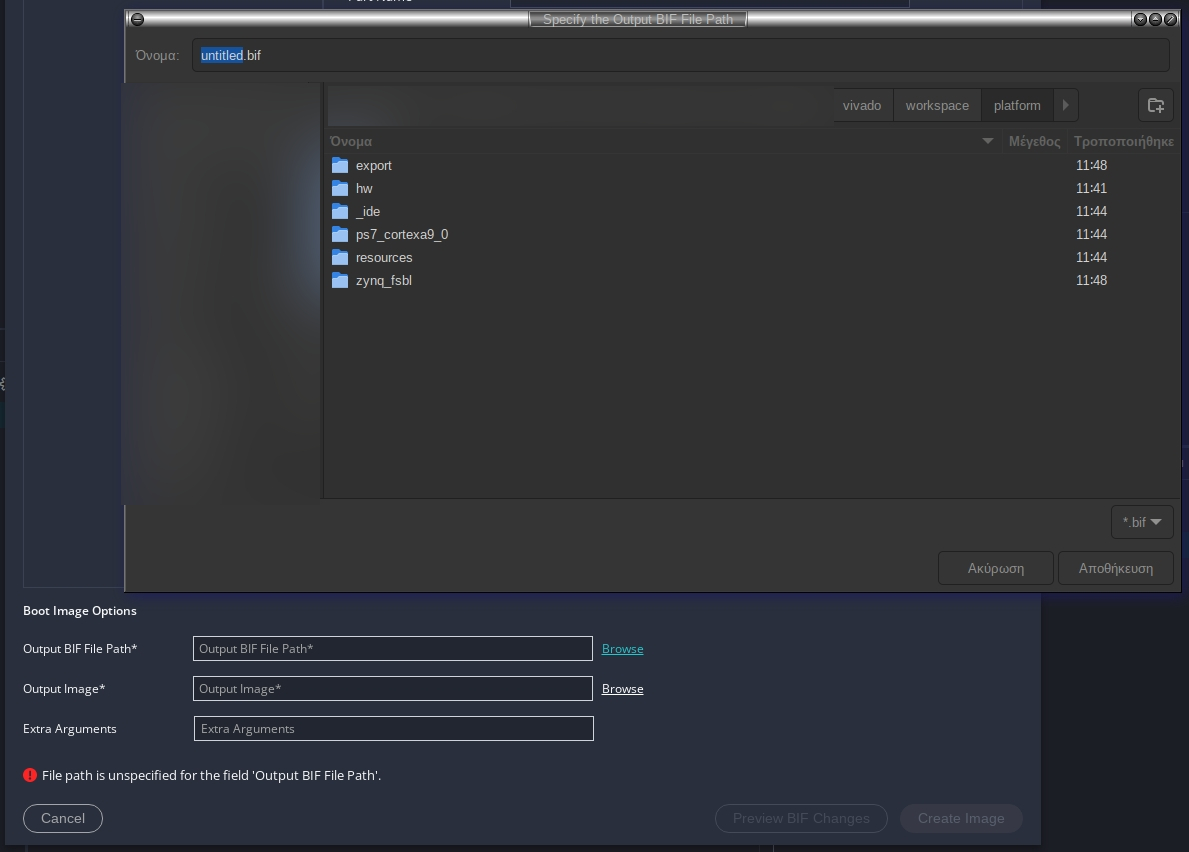 Specify the Output BIF File Path
Όνομα: untitled.bif
vivado workspace platform
Όνομα Μέγεθος Τροποποιήθηκε
export 11:48
hw 11:41
_ide 11:44
ps7_cortexa9_0 11:44
resources 11:44
zynq_fsbl 11:48
*.bif
Ακύρωση Αποθήκευση
Boot Image Options
Output BIF File Path* Output BIF File Path* Browse
Output Image* Output Image* Browse
Extra Arguments Extra Arguments
File path is unspecified for the field 'Output BIF File Path'.
Cancel Preview BIF Changes Create Image